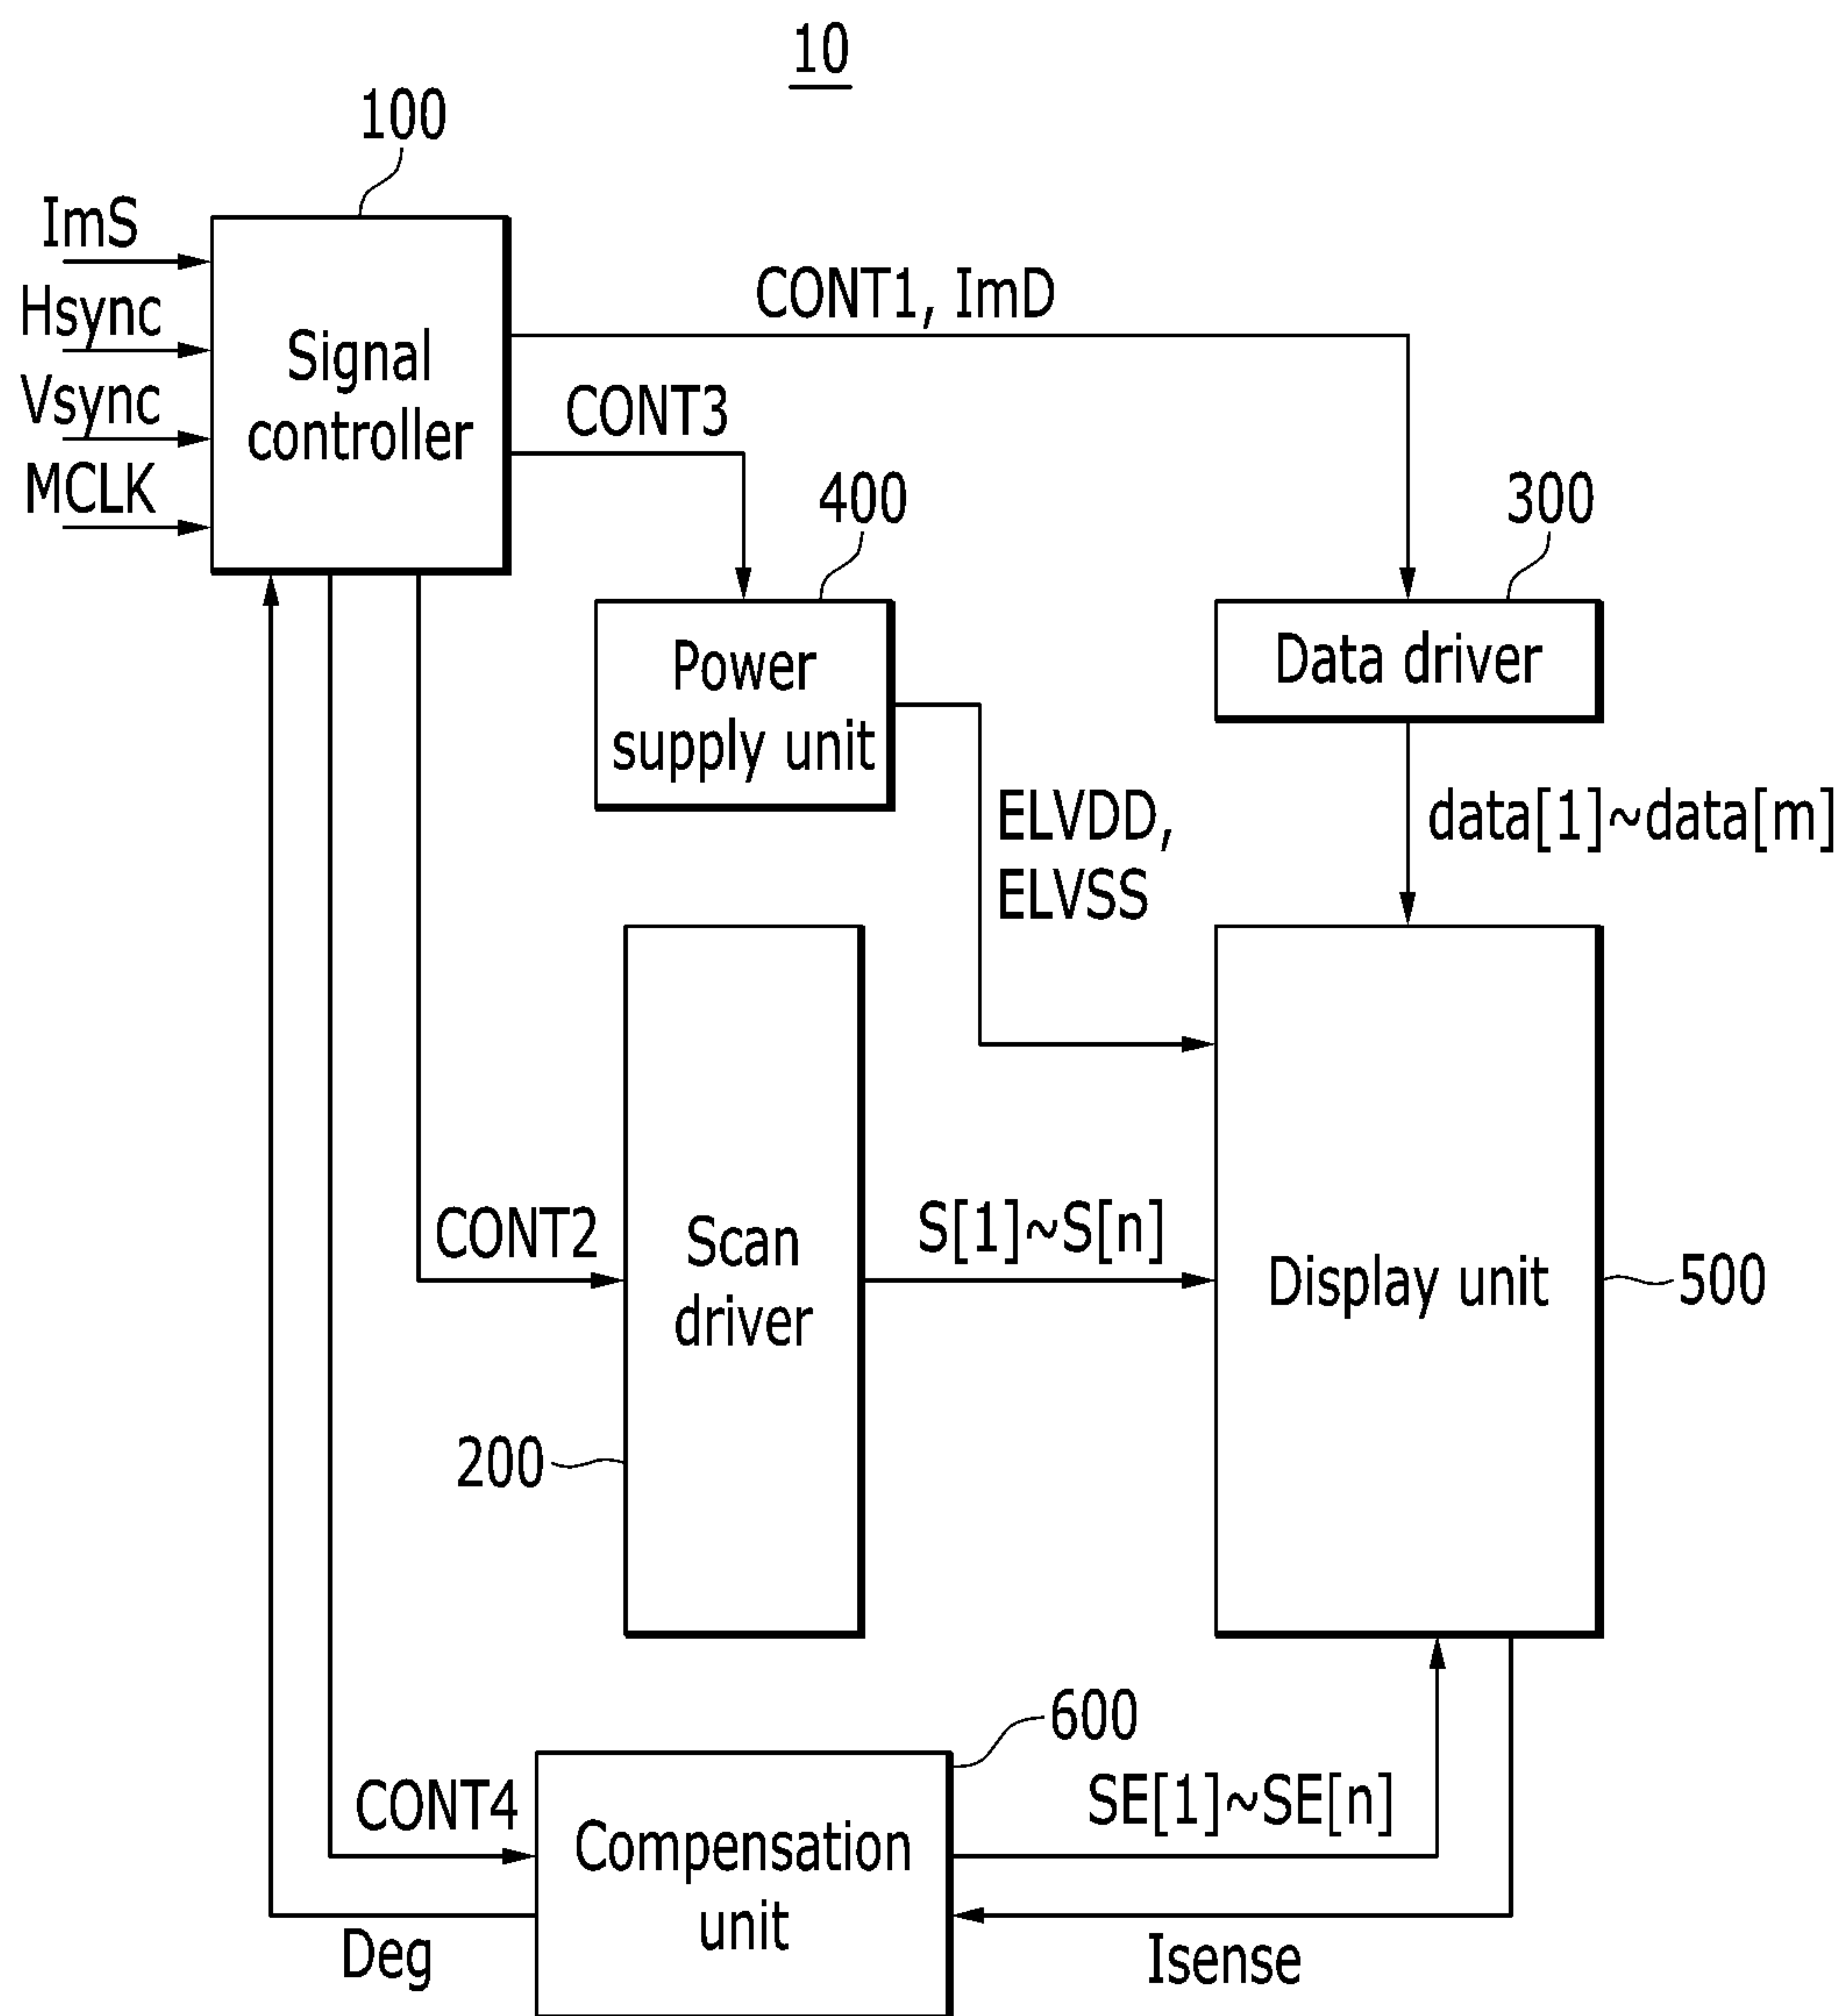 10
100
ImS
Hsync
Vsync
MCLK
Signal
controller
CONT1, ImD
CONT3
400
300
Power
supply unit
Data driver
ELVDD,
ELVSS
data[1]~data[m]
CONT2
Scan
driver
S[1]~S[n]
Display unit
500
200
600
CONT4
Compensation
unit
SE[1]~SE[n]
Deg
Isense